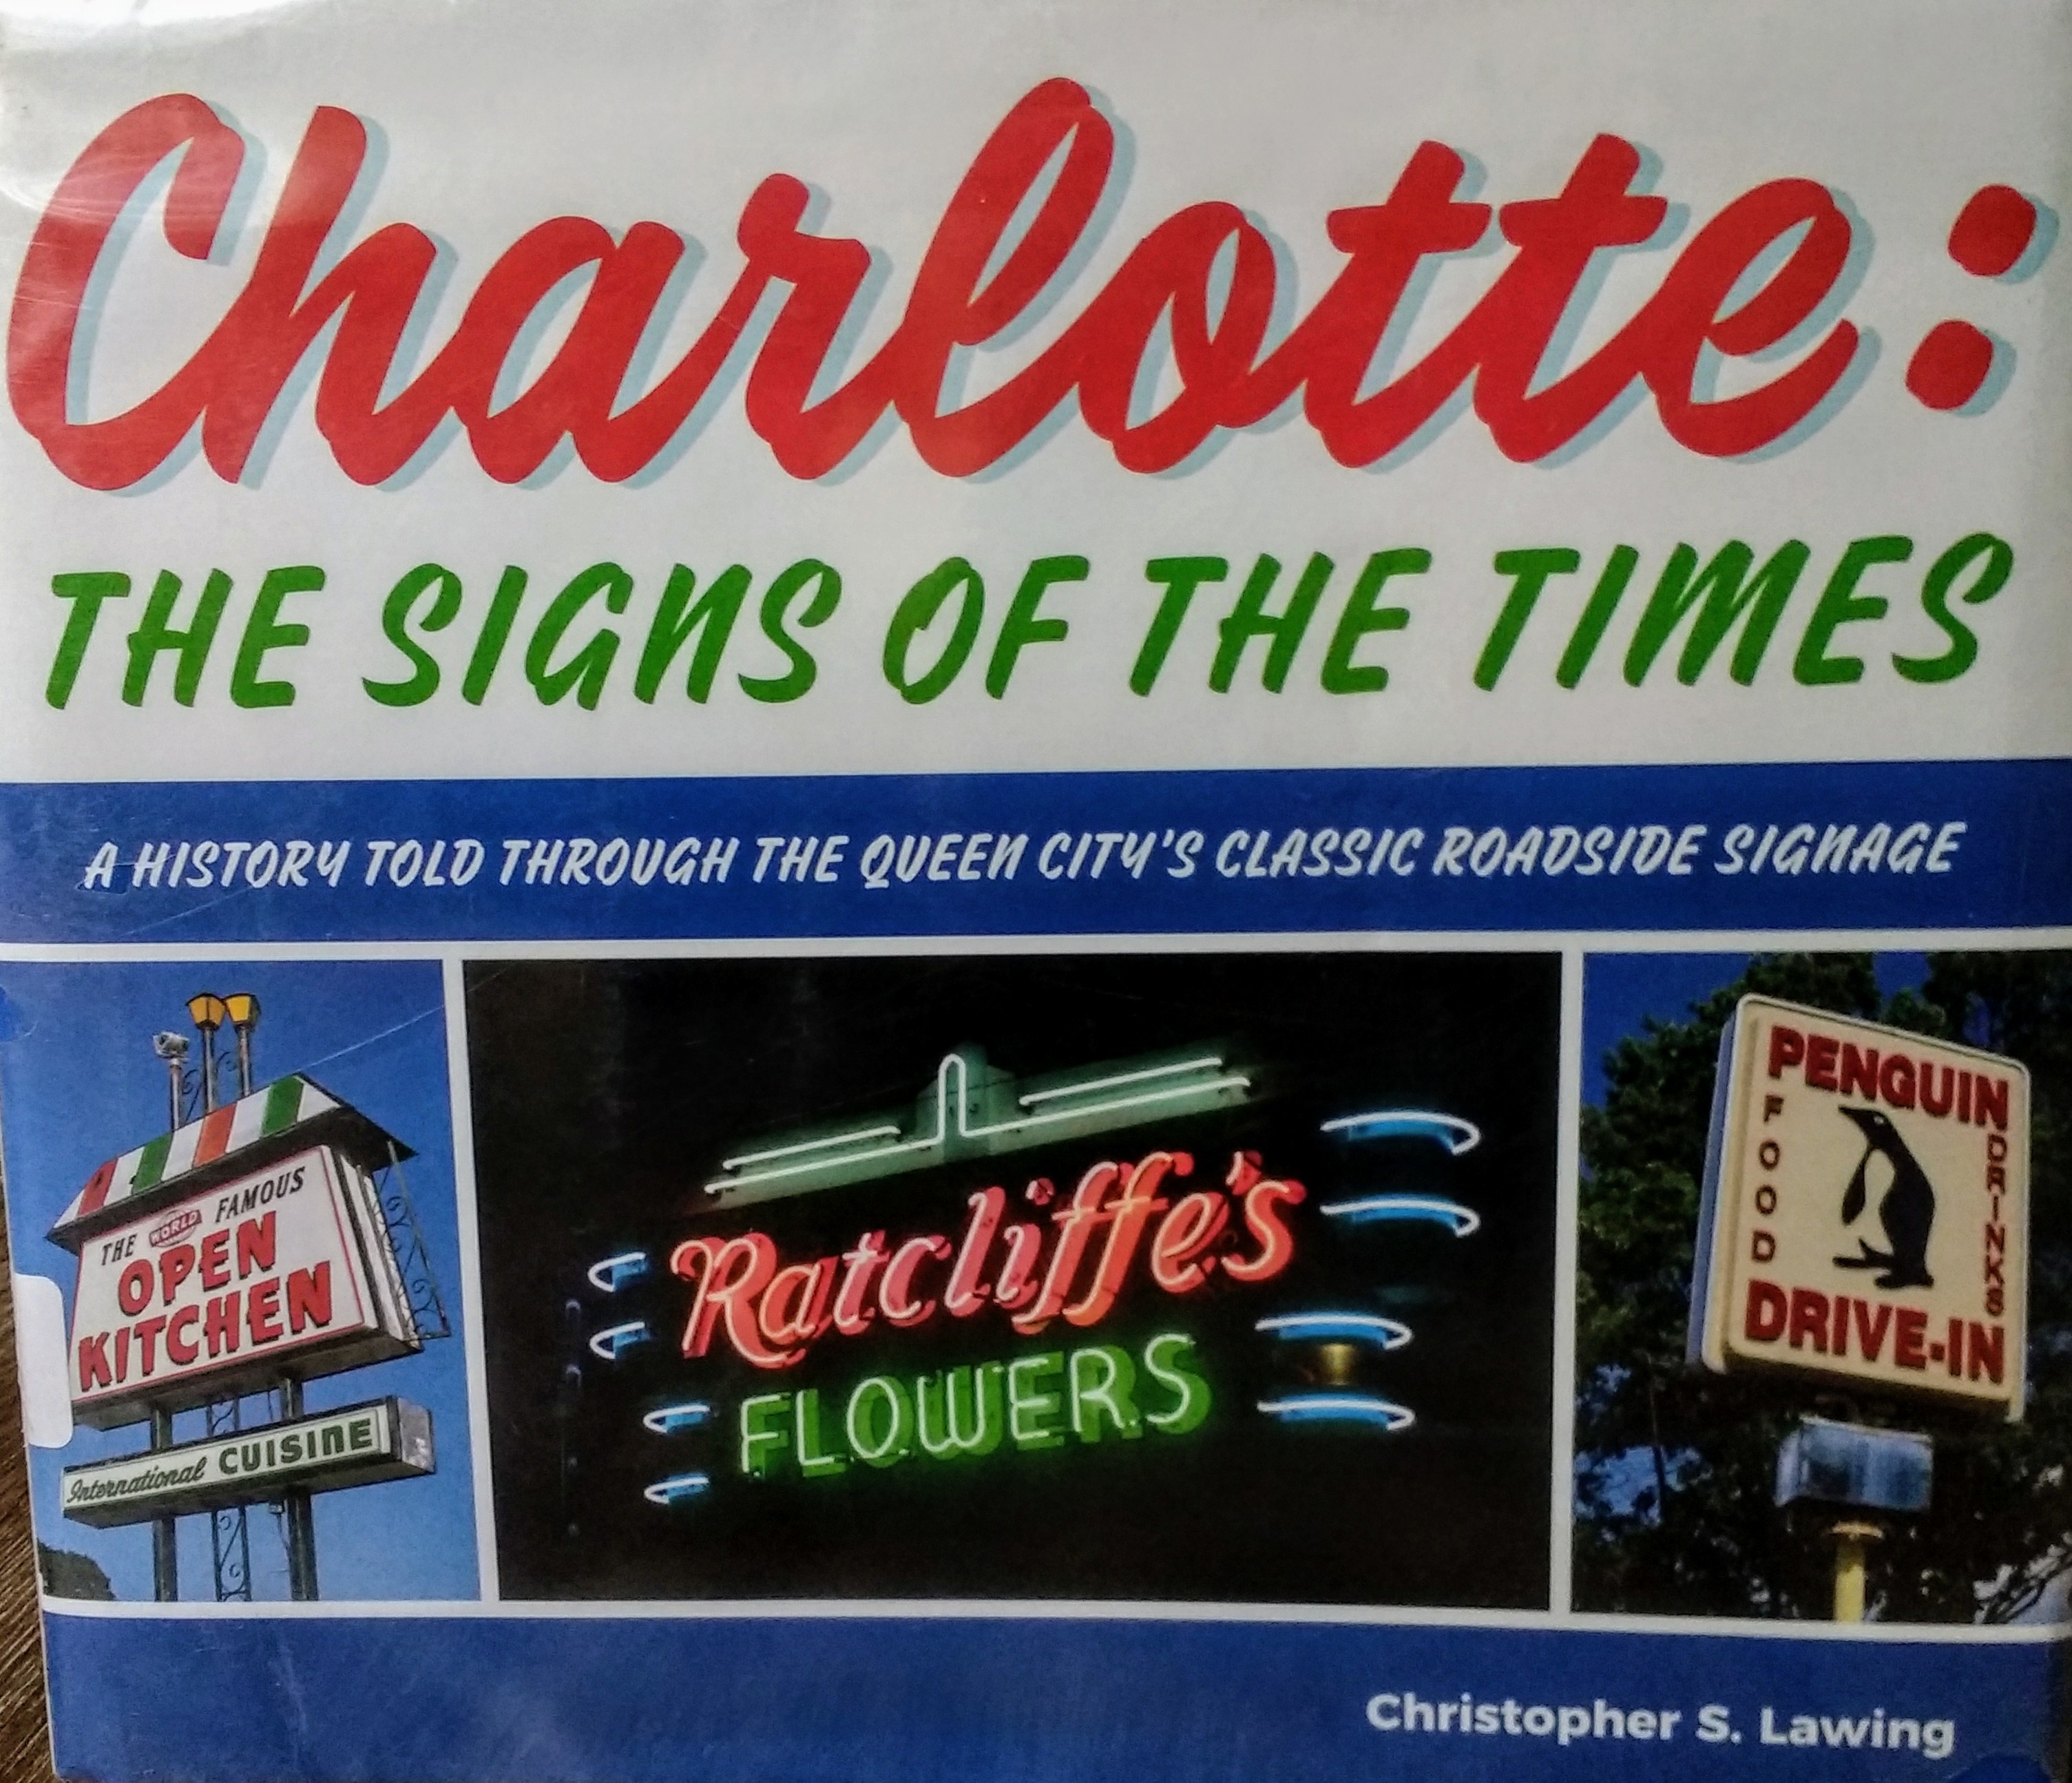 Charlotte:
THE SIGNS OF THE TIMES
A HISTORY TOLD THROUGH THE QUEEN CITY'S CLASSIC ROADSIDE SIGNAGE
THE WORLD FAMOUS
OPEN
KITCHEN
International CUISINE
Ratcliffe's
FLOWERS
PENGUIN
FOOD
DRINKS
DRIVE-IN
Christopher S. Lawing